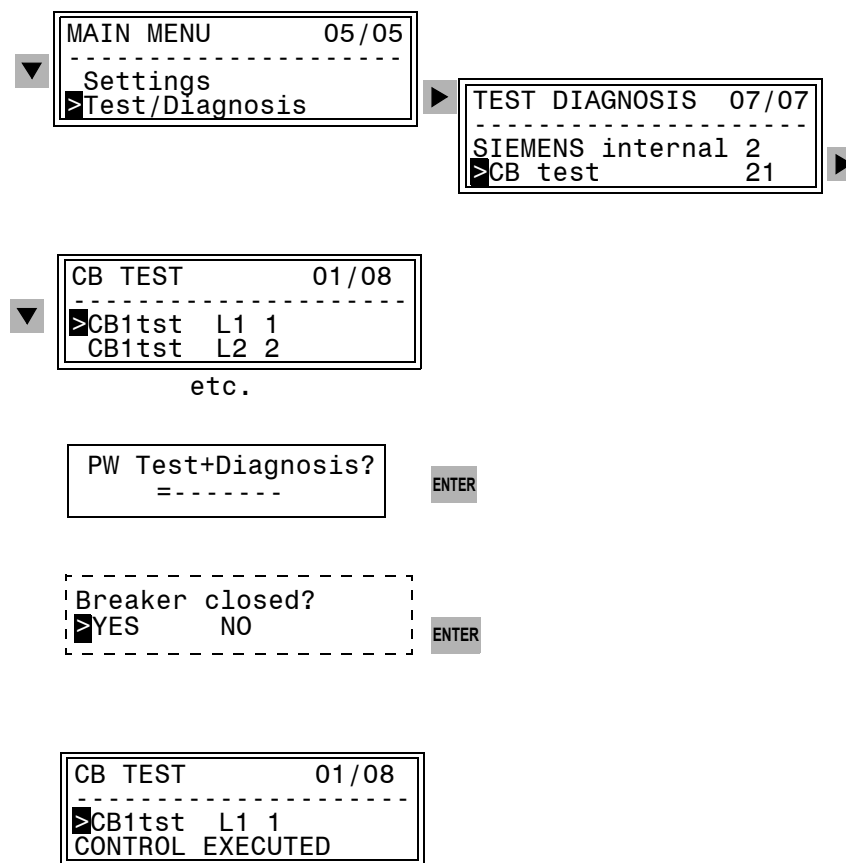 MAIN MENU 05/05
---------------------
Settings
>Test/Diagnosis
TEST DIAGNOSIS 07/07
---------------------
SIEMENS internal 2
>CB test 21
CB TEST 01/08
---------------------
>CB1tst L1 1
CB1tst L2 2
etc.
PW Test+Diagnosis?
=-------
ENTER
Breaker closed?
>YES NO
ENTER
CB TEST 01/08
---------------------
>CB1tst L1 1
CONTROL EXECUTED